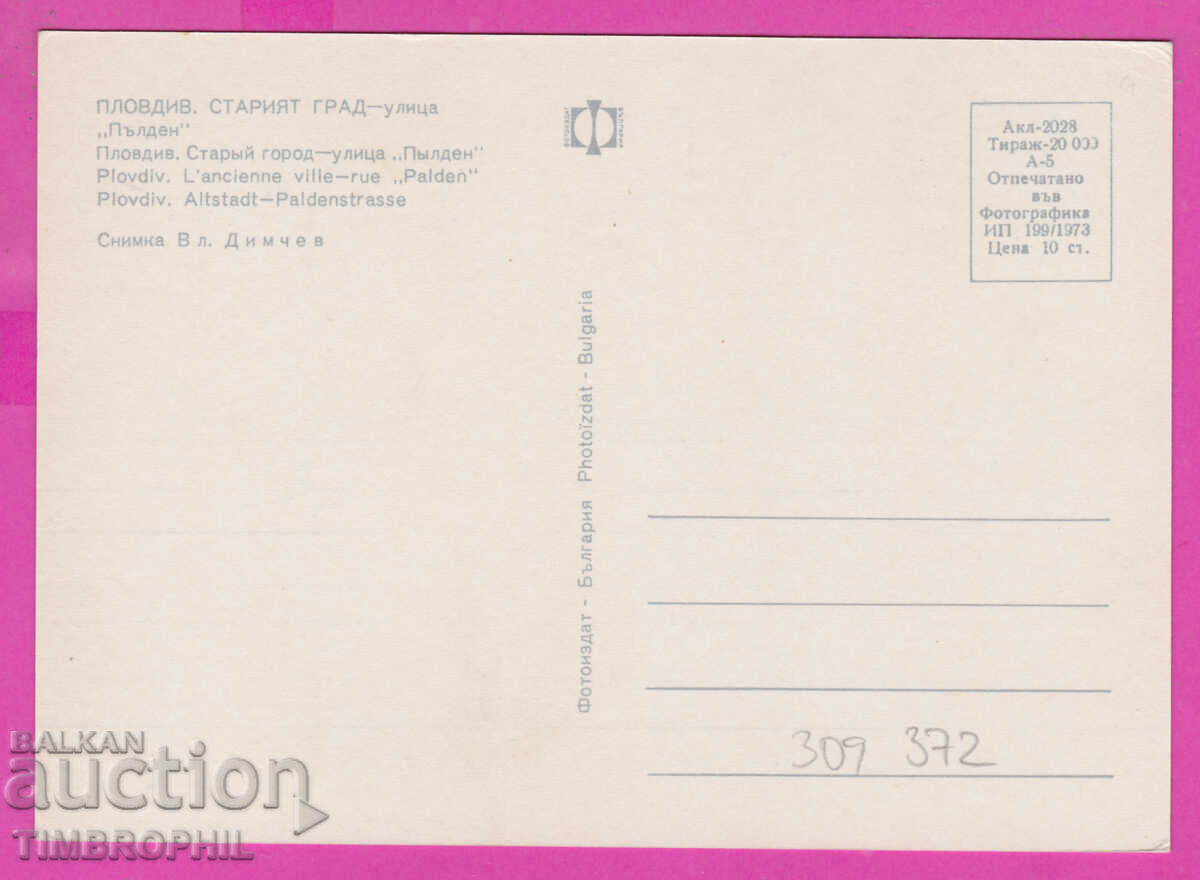 ПЛОВДИВ. СТАРИЯТ ГРАД—улица
„Пълден"
Пловдив. Старый город—улица „Пылден"
Plovdiv. L'ancienne ville—rue „Palden"
Plovdiv. Altstadt—Paldenstrasse
Снимка Вл. Димчев
Акл-2028
Тираж-20 000
А-5
Отпечатано
във
Фотографика
ИП 199/1973
Цена 10 ст.
Фотоиздат - България Photoïzdat - Bulgaria
309 372
BALKAN
auction
TIMBROPHIL